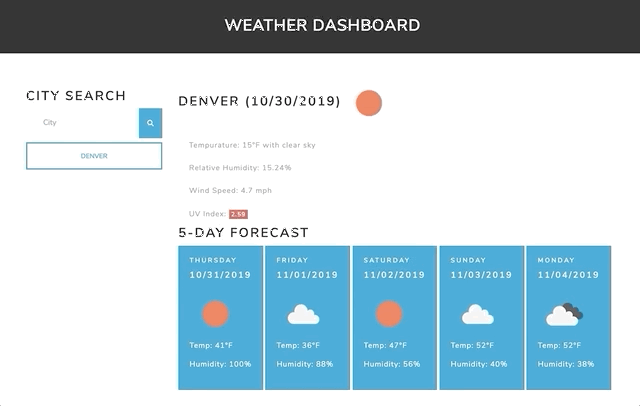 WEATHER DASHBOARD
CITY SEARCH
City
DENVER
DENVER (10/30/2019)
Tempurature: 15°F with clear sky
Relative Humidity: 15.24%
Wind Speed: 4.7 mph
UV Index: 2.59
5-DAY FORECAST
THURSDAY
10/31/2019
Temp: 41°F
Humidity: 100%
FRIDAY
11/01/2019
Temp: 36°F
Humidity: 88%
SATURDAY
11/02/2019
Temp: 47°F
Humidity: 56%
SUNDAY
11/03/2019
Temp: 52°F
Humidity: 40%
MONDAY
11/04/2019
Temp: 52°F
Humidity: 38%